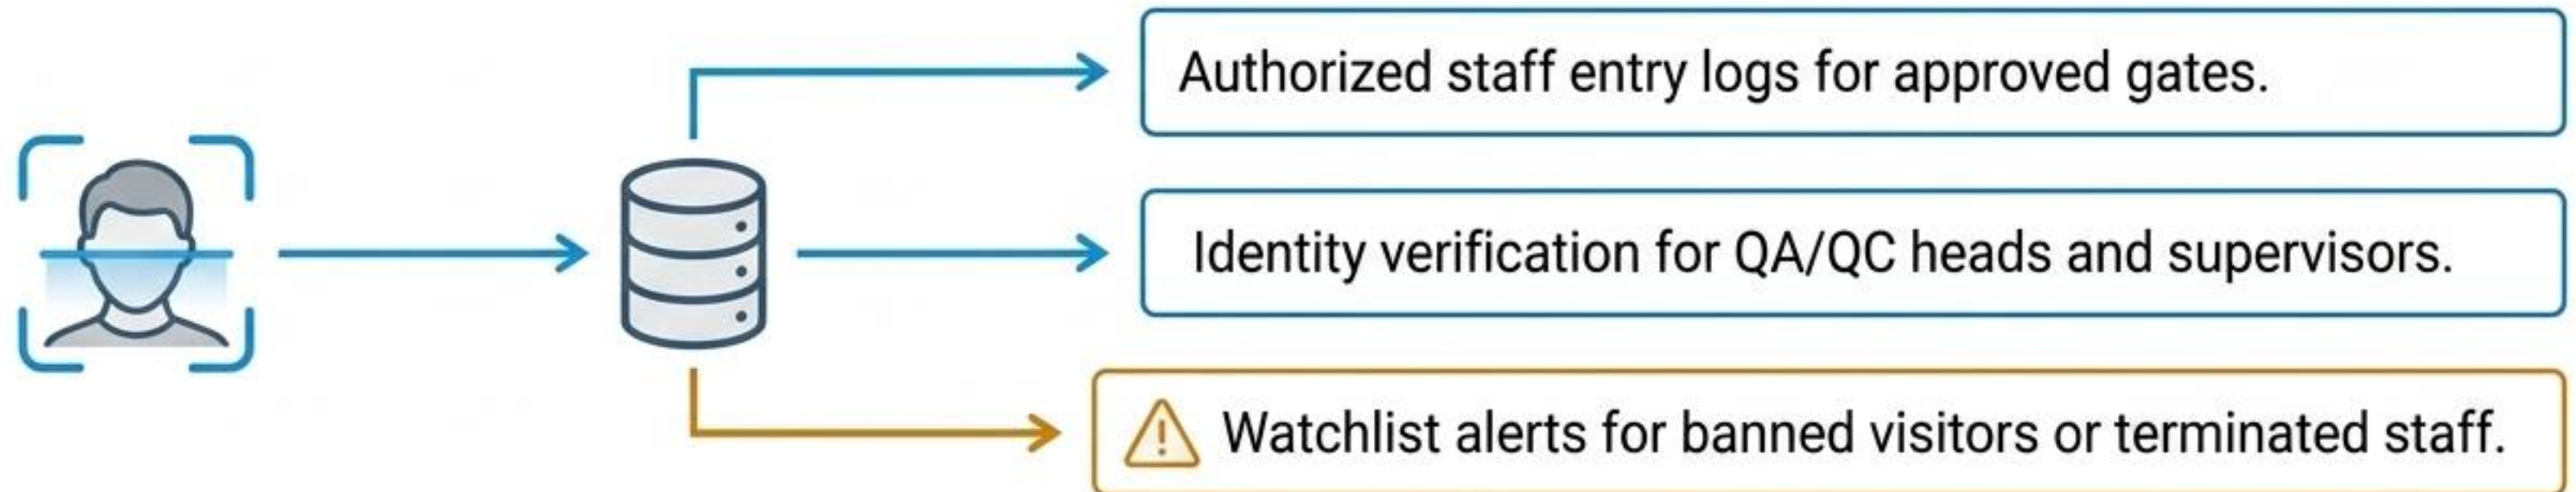 Authorized staff entry logs for approved gates.
Identity verification for QA/QC heads and supervisors.
Watchlist alerts for banned visitors or terminated staff.